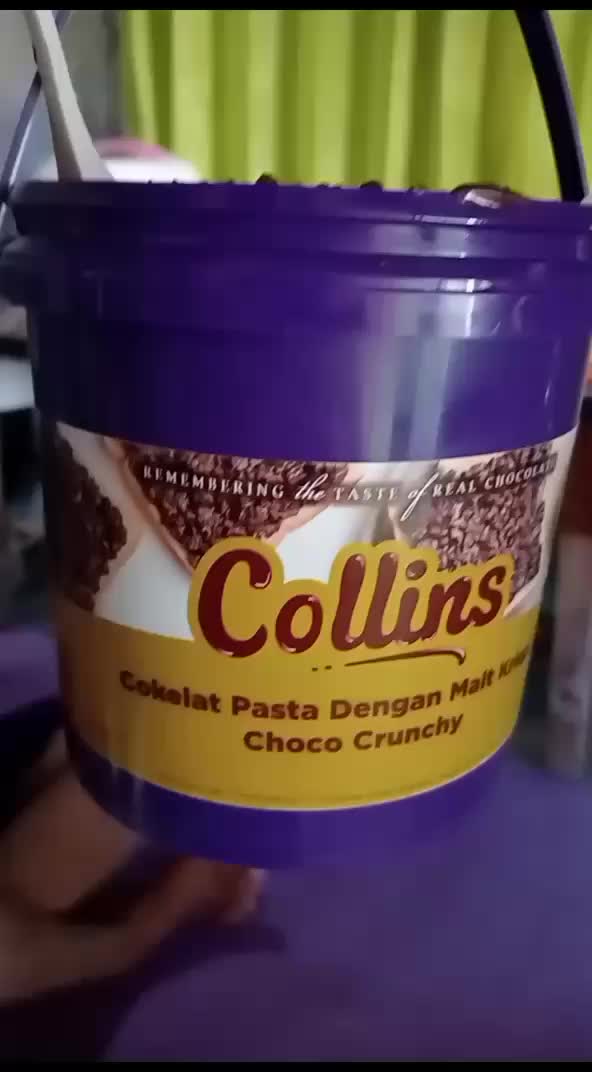 REMEMBERING the TASTE of REAL CHOCOLATE
Collins
Cokelat Pasta Dengan Malt
Choco Crunchy